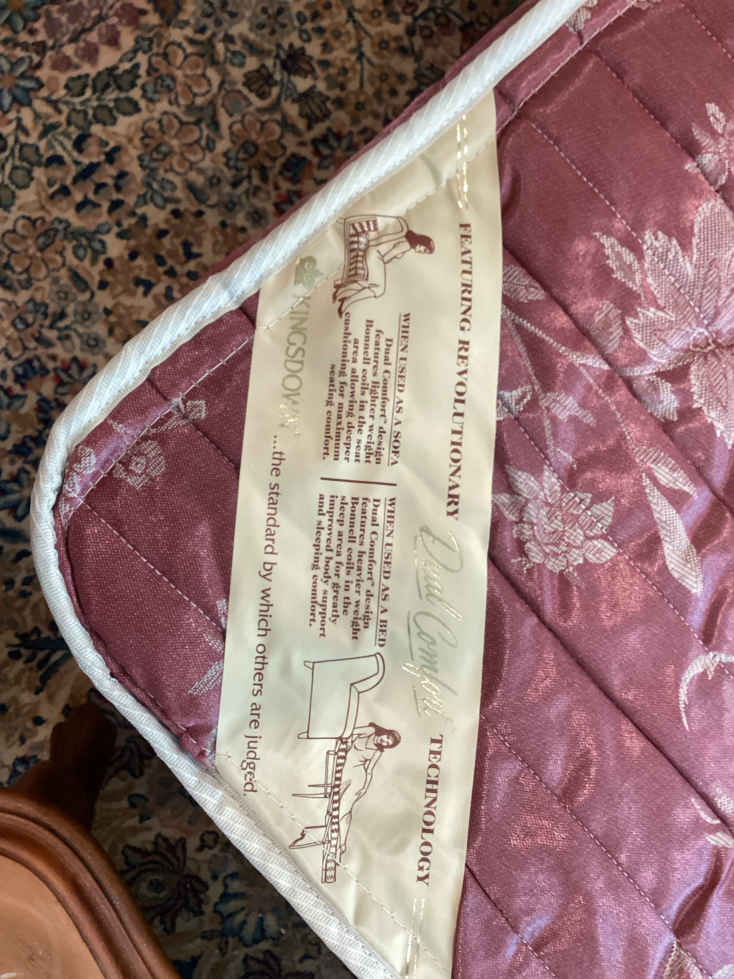 FEATURING REVOLUTIONARY Dual Comfort TECHNOLOGY
WHEN USED AS A SOFA
Dual Comfort® design
features lighter weight
Bonnell coils in the seat
area allowing deeper
cushioning for maximum
seating comfort.
WHEN USED AS A BED
Dual Comfort® design
features heavier weight
Bonnell coils in the
sleep area for greatly
improved body support
and sleeping comfort.
KINGSDOWN ...the standard by which others are judged